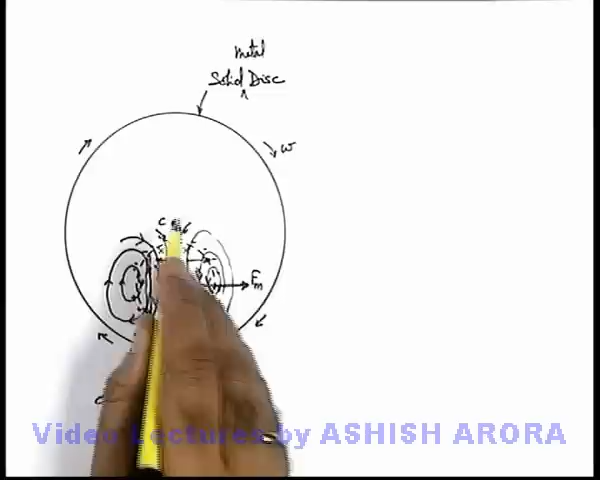 Metal
Solid Disc
ω
c
Fm
Video Lectures by ASHISH ARORA